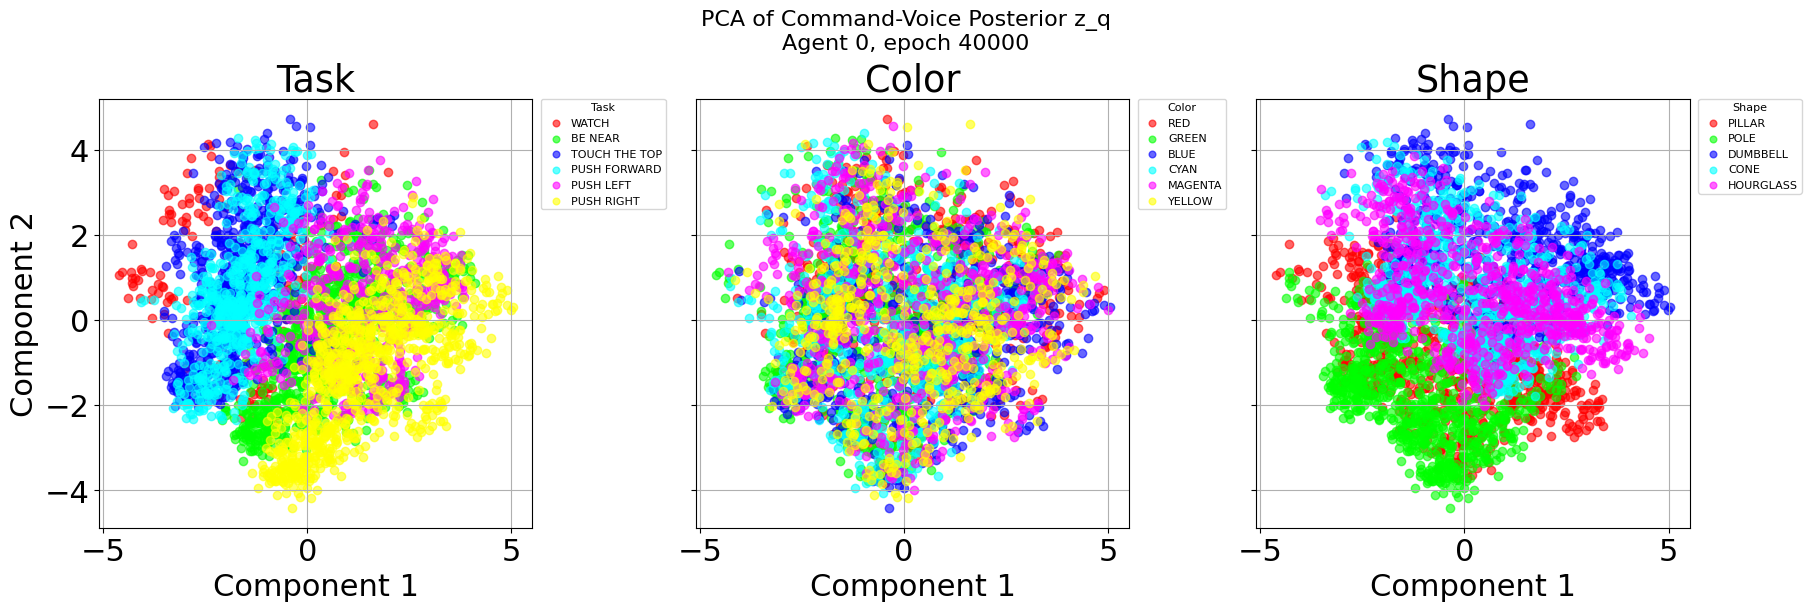 PCA of Command-Voice Posterior z_q
Agent 0, epoch 40000
Task
Component 2
4
2
0
−2
−4
−5
0
5
Component 1
Task
WATCH
BE NEAR
TOUCH THE TOP
PUSH FORWARD
PUSH LEFT
PUSH RIGHT
Color
−5
0
5
Component 1
Color
RED
GREEN
BLUE
CYAN
MAGENTA
YELLOW
Shape
−5
0
5
Component 1
Shape
PILLAR
POLE
DUMBBELL
CONE
HOURGLASS